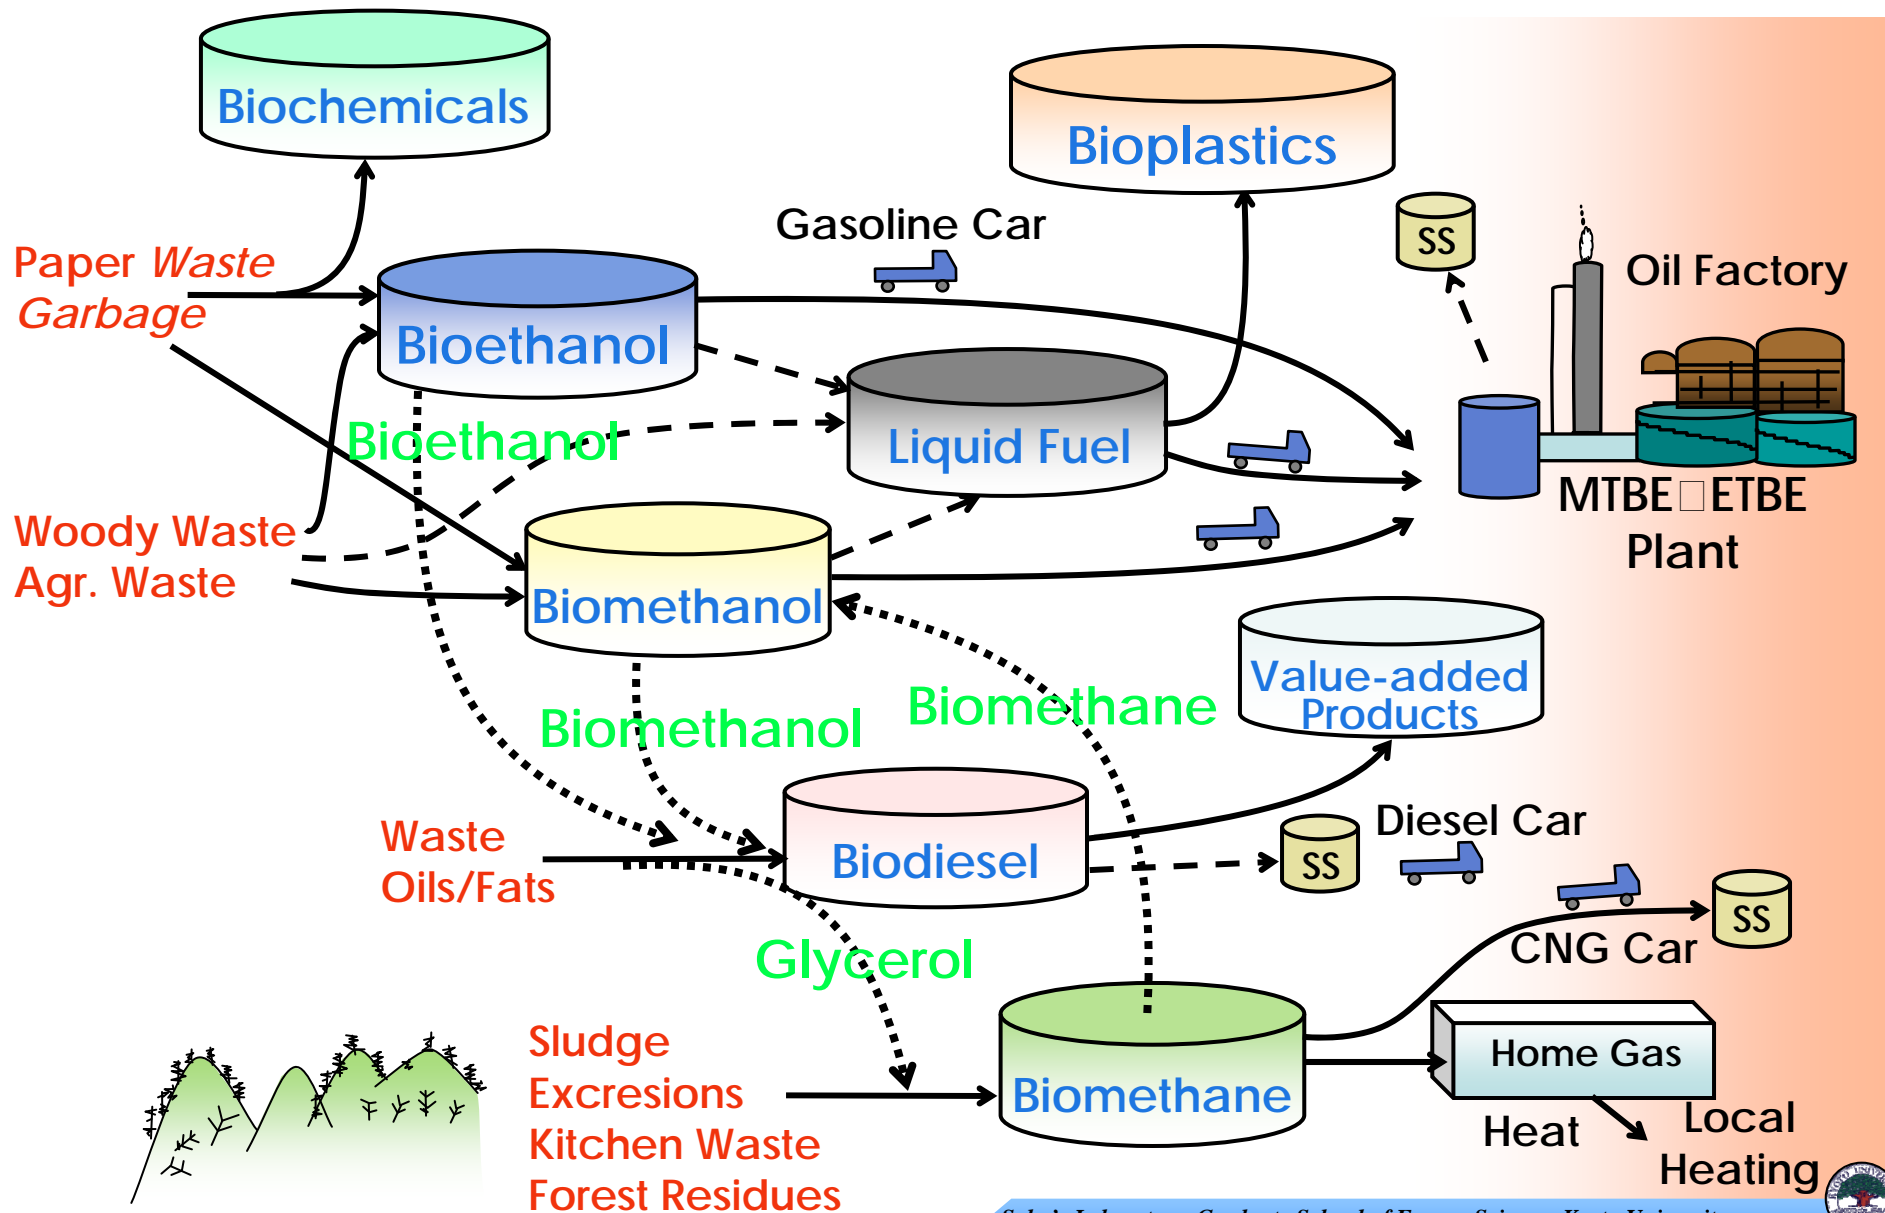 Biochemicals
Bioplastics
Gasoline Car
SS
Paper Waste
Garbage
Oil Factory
Bioethanol
Bioethanol
Liquid Fuel
MTBE□ETBE
Plant
Woody Waste
Agr. Waste
Biomethanol
Value-added
Products
Biomethanol
Biomethane
Waste
Oils/Fats
Biodiesel
SS
Diesel Car
SS
CNG Car
Glycerol
Sludge
Excresions
Kitchen Waste
Forest Residues
Biomethane
Home Gas
Heat
Local
Heating